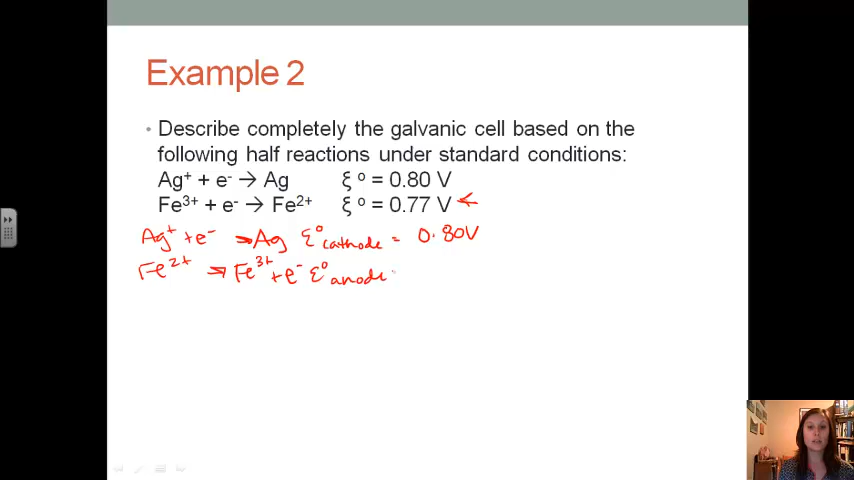 Example 2
• Describe completely the galvanic cell based on the
following half reactions under standard conditions:
Ag⁺ + e⁻ → Ag ξ° = 0.80 V
Fe³⁺ + e⁻ → Fe²⁺ ξ° = 0.77 V ←
Ag⁺ + e⁻ → Ag ξ°cathode = 0.80V
Fe²⁺ → Fe³⁺ + e⁻ ξ°anode